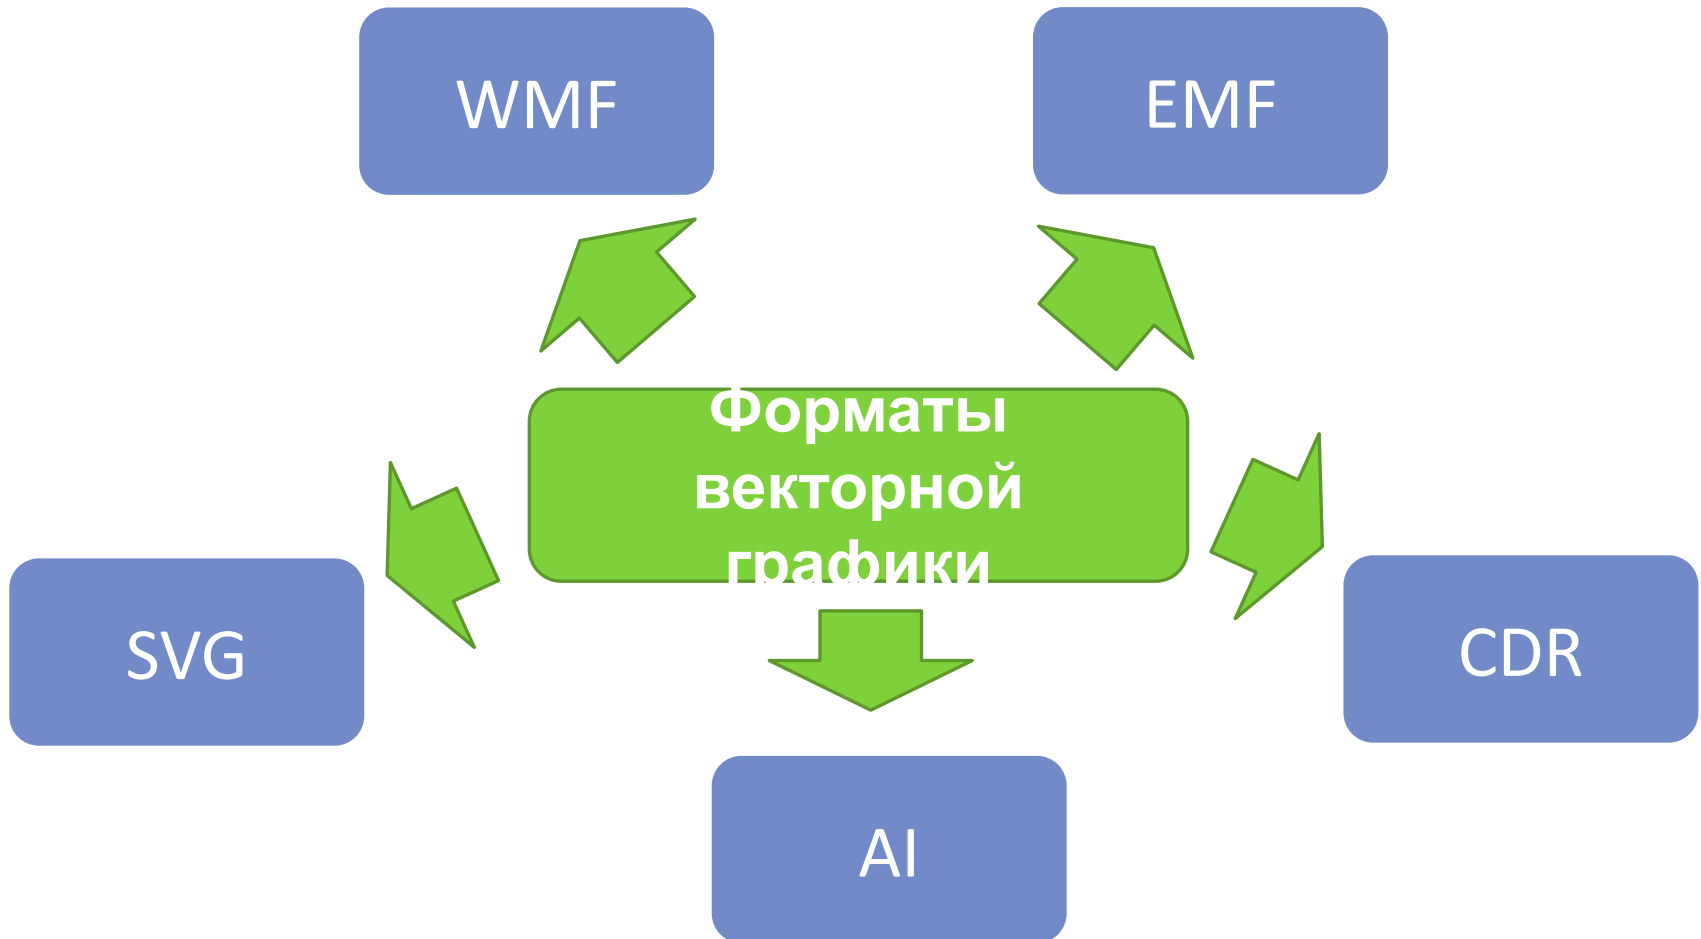 WMF
EMF
Форматы
векторной
графики
SVG
CDR
AI